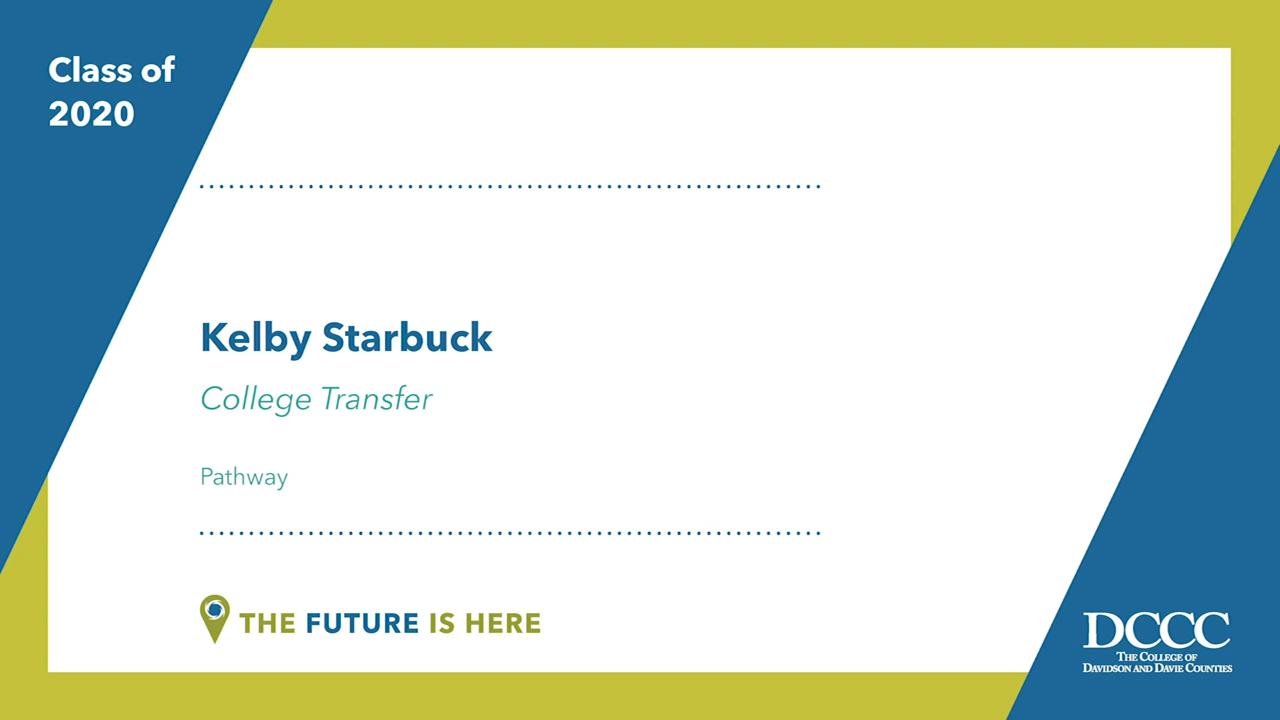 Class of
2020
Kelby Starbuck
College Transfer
Pathway
THE FUTURE IS HERE
DCCC
THE COLLEGE OF
DAVIDSON AND DAVIE COUNTIES